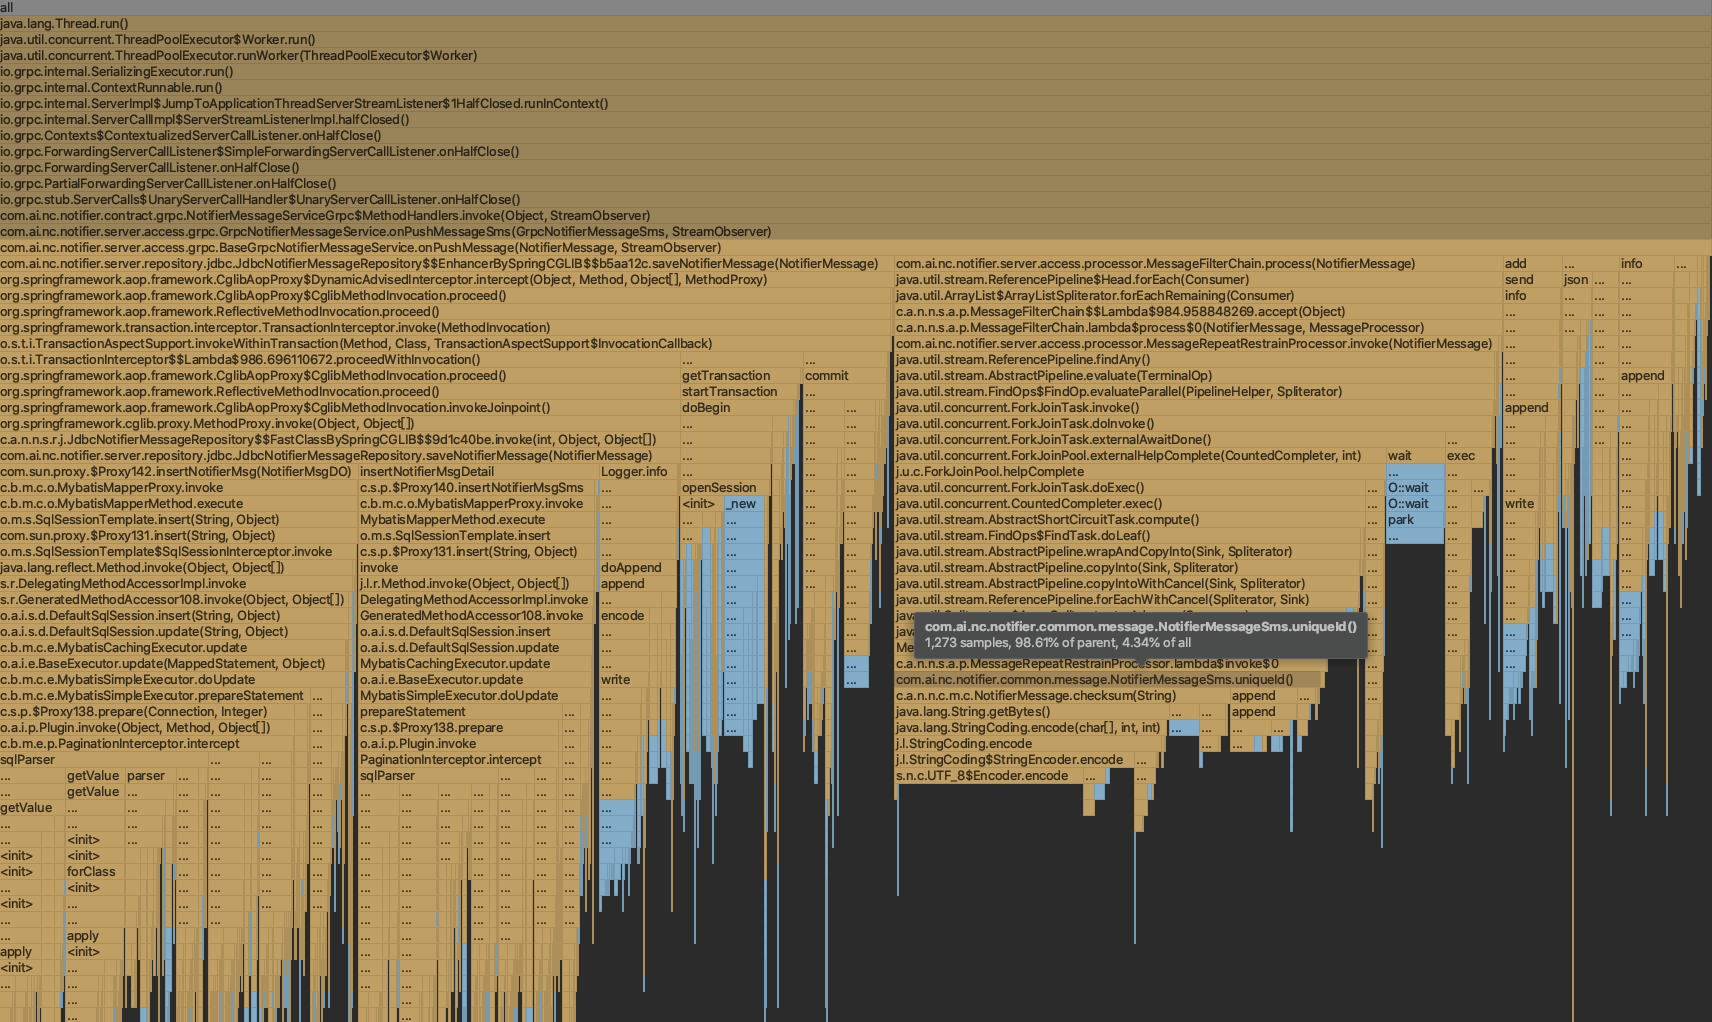 all
java.lang.Thread.run()
java.util.concurrent.ThreadPoolExecutor$Worker.run()
java.util.concurrent.ThreadPoolExecutor.runWorker(ThreadPoolExecutor$Worker)
io.grpc.internal.SerializingExecutor.run()
io.grpc.internal.ContextRunnable.run()
io.grpc.internal.ServerImpl$JumpToApplicationThreadServerStreamListener$1HalfClosed.runInContext()
io.grpc.internal.ServerCallImpl$ServerStreamListenerImpl.halfClosed()
io.grpc.Contexts$ContextualizedServerCallListener.onHalfClose()
io.grpc.ForwardingServerCallListener$SimpleForwardingServerCallListener.onHalfClose()
io.grpc.ForwardingServerCallListener.onHalfClose()
io.grpc.PartialForwardingServerCallListener.onHalfClose()
io.grpc.stub.ServerCalls$UnaryServerCallHandler$UnaryServerCallListener.onHalfClose()
com.ai.nc.notifier.contract.grpc.NotifierMessageServiceGrpc$MethodHandlers.invoke(Object, StreamObserver)
com.ai.nc.notifier.server.access.grpc.GrpcNotifierMessageService.onPushMessageSms(GrpcNotifierMessageSms, StreamObserver)
com.ai.nc.notifier.server.access.grpc.BaseGrpcNotifierMessageService.onPushMessage(NotifierMessage, StreamObserver)
com.ai.nc.notifier.server.repository.jdbc.JdbcNotifierMessageRepository$$EnhancerBySpringCGLIB$$b5aa12c.saveNotifierMessage(NotifierMessage) com.ai.nc.notifier.server.access.processor.MessageFilterChain.process(NotifierMessage) add ... info ...
org.springframework.aop.framework.CglibAopProxy$DynamicAdvisedInterceptor.intercept(Object, Method, Object[], MethodProxy) java.util.stream.ReferencePipeline$Head.forEach(Consumer) send json ... ...
org.springframework.aop.framework.CglibAopProxy$CglibMethodInvocation.proceed() java.util.ArrayList$ArrayListSpliterator.forEachRemaining(Consumer) info ... ... ...
org.springframework.aop.framework.ReflectiveMethodInvocation.proceed() c.a.n.n.s.a.p.MessageFilterChain$$Lambda$984.958848269.accept(Object) ... ... ... ...
org.springframework.transaction.interceptor.TransactionInterceptor.invoke(MethodInvocation) c.a.n.n.s.a.p.MessageFilterChain.lambda$process$0(NotifierMessage, MessageProcessor) ... ... ... ...
o.s.t.i.TransactionAspectSupport.invokeWithinTransaction(Method, Class, TransactionAspectSupport$InvocationCallback) com.ai.nc.notifier.server.access.processor.MessageRepeatRestrainProcessor.invoke(NotifierMessage) ... ... ...
o.s.t.i.TransactionInterceptor$$Lambda$986.696110672.proceedWithInvocation() ... ... java.util.stream.ReferencePipeline.findAny() ... ... ...
org.springframework.aop.framework.CglibAopProxy$CglibMethodInvocation.proceed() getTransaction commit java.util.stream.AbstractPipeline.evaluate(TerminalOp) ... ... append
org.springframework.aop.framework.ReflectiveMethodInvocation.proceed() startTransaction ... java.util.stream.FindOps$FindOp.evaluateParallel(PipelineHelper, Spliterator) ... ... ...
org.springframework.aop.framework.CglibAopProxy$CglibMethodInvocation.invokeJoinpoint() doBegin ... ... java.util.concurrent.ForkJoinTask.invoke() append ... ...
org.springframework.cglib.proxy.MethodProxy.invoke(Object, Object[]) ... ... ... java.util.concurrent.ForkJoinTask.doInvoke() ... ... ...
c.a.n.n.s.r.j.JdbcNotifierMessageRepository$$FastClassBySpringCGLIB$$9d1c40be.invoke(int, Object, Object[]) ... ... ... java.util.concurrent.ForkJoinTask.externalAwaitDone() ... ... ... ...
com.ai.nc.notifier.server.repository.jdbc.JdbcNotifierMessageRepository.saveNotifierMessage(NotifierMessage) ... ... ... java.util.concurrent.ForkJoinPool.externalHelpComplete(CountedCompleter, int) wait exec ... ...
com.sun.proxy.$Proxy142.insertNotifierMsg(NotifierMsgDO) insertNotifierMsgDetail Logger.info ... ... ... j.u.c.ForkJoinPool.helpComplete ... ... ... ...
c.b.m.c.o.MybatisMapperProxy.invoke c.s.p.$Proxy140.insertNotifierMsgSms ... openSession ... ... java.util.concurrent.ForkJoinTask.doExec() ... O::wait ... ... ... ...
c.b.m.c.o.MybatisMapperMethod.execute c.b.m.c.o.MybatisMapperProxy.invoke ... <init> _new ... ... java.util.concurrent.CountedCompleter.exec() ... O::wait ... write ...
o.m.s.SqlSessionTemplate.insert(String, Object) MybatisMapperMethod.execute ... ... ... ... ... java.util.stream.AbstractShortCircuitTask.compute() ... park ... ... ...
com.sun.proxy.$Proxy131.insert(String, Object) o.m.s.SqlSessionTemplate.insert ... ... ... ... ... java.util.stream.FindOps$FindTask.doLeaf() ... ... ... ... ...
o.m.s.SqlSessionTemplate$SqlSessionInterceptor.invoke c.s.p.$Proxy131.insert(String, Object) ... ... ... ... java.util.stream.AbstractPipeline.wrapAndCopyInto(Sink, Spliterator) ... ... ... ...
java.lang.reflect.Method.invoke(Object, Object[]) invoke doAppend ... ... ... java.util.stream.AbstractPipeline.copyInto(Sink, Spliterator) ... ... ... ...
s.r.DelegatingMethodAccessorImpl.invoke j.l.r.Method.invoke(Object, Object[]) append ... ... ... java.util.stream.AbstractPipeline.copyIntoWithCancel(Sink, Spliterator) ... ... ... ...
s.r.GeneratedMethodAccessor108.invoke(Object, Object[]) DelegatingMethodAccessorImpl.invoke ... ... ... java.util.stream.ReferencePipeline.forEachWithCancel(Spliterator, Sink) ... ... ... ...
o.a.i.s.d.DefaultSqlSession.insert(String, Object) GeneratedMethodAccessor108.invoke encode ... ...
o.a.i.s.d.DefaultSqlSession.update(String, Object) o.a.i.s.d.DefaultSqlSession.insert ... ... ...
com.ai.nc.notifier.common.message.NotifierMessageSms.uniqueId()
1,273 samples, 98.61% of parent, 4.34% of all
c.b.m.c.e.MybatisCachingExecutor.update o.a.i.s.d.DefaultSqlSession.update ... ... ...
o.a.i.e.BaseExecutor.update(MappedStatement, Object) MybatisCachingExecutor.update ... ... ... c.a.n.n.s.a.p.MessageRepeatRestrainProcessor.lambda$invoke$0 ... ... ... ...
c.b.m.c.e.MybatisSimpleExecutor.doUpdate o.a.i.e.BaseExecutor.update write ... ... com.ai.nc.notifier.common.message.NotifierMessageSms.uniqueId() ... ... ... ...
c.b.m.c.e.MybatisSimpleExecutor.prepareStatement ... MybatisSimpleExecutor.doUpdate ... ... c.a.n.n.c.m.c.NotifierMessage.checksum(String) append ... ...
c.s.p.$Proxy138.prepare(Connection, Integer) ... prepareStatement ... ... ... java.lang.String.getBytes() ... ... append ...
o.a.i.p.Plugin.invoke(Object, Method, Object[]) ... c.s.p.$Proxy138.prepare ... ... ... java.lang.StringCoding.encode(char[], int, int) ... ... ... ...
c.b.m.e.p.PaginationInterceptor.intercept ... o.a.i.p.Plugin.invoke ... ... j.l.StringCoding.encode ... ... ...
sqlParser ... ... ... PaginationInterceptor.intercept ... j.l.StringCoding$StringEncoder.encode ...
... getValue parser ... ... ... ... sqlParser ... ... ... ... s.n.c.UTF_8$Encoder.encode ... ...
... getValue ... ... ... ... ... ... ... ... ... ... ... ... ...
getValue ... ... ... ... ... ... ... ... ... ... ... ... ... ...
... ... ... ... ... ... ... ... ... ... ... ... ... ... ...
... <init> ... ... ... ... ... ... ... ... ... ... ... ... ...
<init> <init> ... ... ... ... ... ... ... ... ... ... ...
<init> forClass ... ... ... ... ... ... ... ... ... ...
... <init> ... ... ... ... ... ... ... ... ... ...
<init> ... ... ... ... ... ... ... ... ... ... ...
... ... ... ... ... ... ... ... ... ... ... ...
... apply ... ... ... ... ...
apply <init> ... ... ... ... ...
<init> ... ... ... ... ...
... ... ...
... ...
... ...